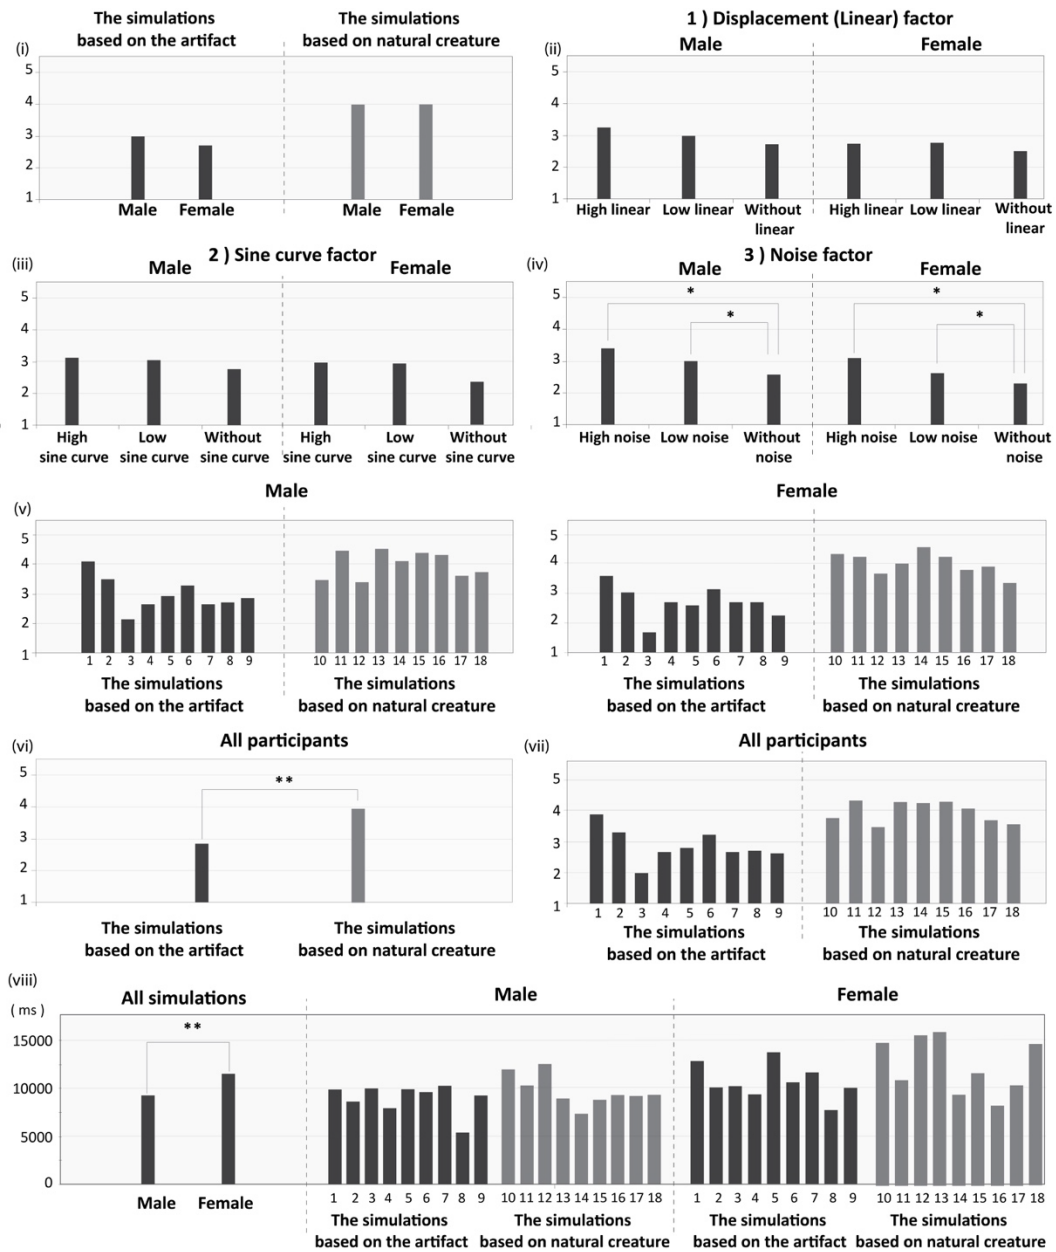 The simulations
based on the artifact
The simulations
based on natural creature
(i)
5
4
3
2
1
Male Female Male Female
1 ) Displacement (Linear) factor
(ii) Male Female
5
4
3
2
1
High linear Low linear Without linear High linear Low linear Without linear
2 ) Sine curve factor
(iii) Male Female
5
4
3
2
1
High sine curve Low sine curve Without sine curve High sine curve Low sine curve Without sine curve
3 ) Noise factor
(iv) Male Female
5
4
3
2
1
* * * *
High noise Low noise Without noise High noise Low noise Without noise
(v) Male
5
4
3
2
1
1 2 3 4 5 6 7 8 9 10 11 12 13 14 15 16 17 18
The simulations
based on the artifact
The simulations
based on natural creature
Female
5
4
3
2
1
1 2 3 4 5 6 7 8 9 10 11 12 13 14 15 16 17 18
The simulations
based on the artifact
The simulations
based on natural creature
(vi) All participants
5
4
3
2
1
**
The simulations
based on the artifact
The simulations
based on natural creature
(vii) All participants
5
4
3
2
1
1 2 3 4 5 6 7 8 9 10 11 12 13 14 15 16 17 18
The simulations
based on the artifact
The simulations
based on natural creature
(viii)
( ms )
All simulations Male Female
15000
10000
5000
0
**
Male Female
1 2 3 4 5 6 7 8 9 10 11 12 13 14 15 16 17 18
The simulations
based on the artifact
The simulations
based on natural creature
1 2 3 4 5 6 7 8 9 10 11 12 13 14 15 16 17 18
The simulations
based on the artifact
The simulations
based on natural creature